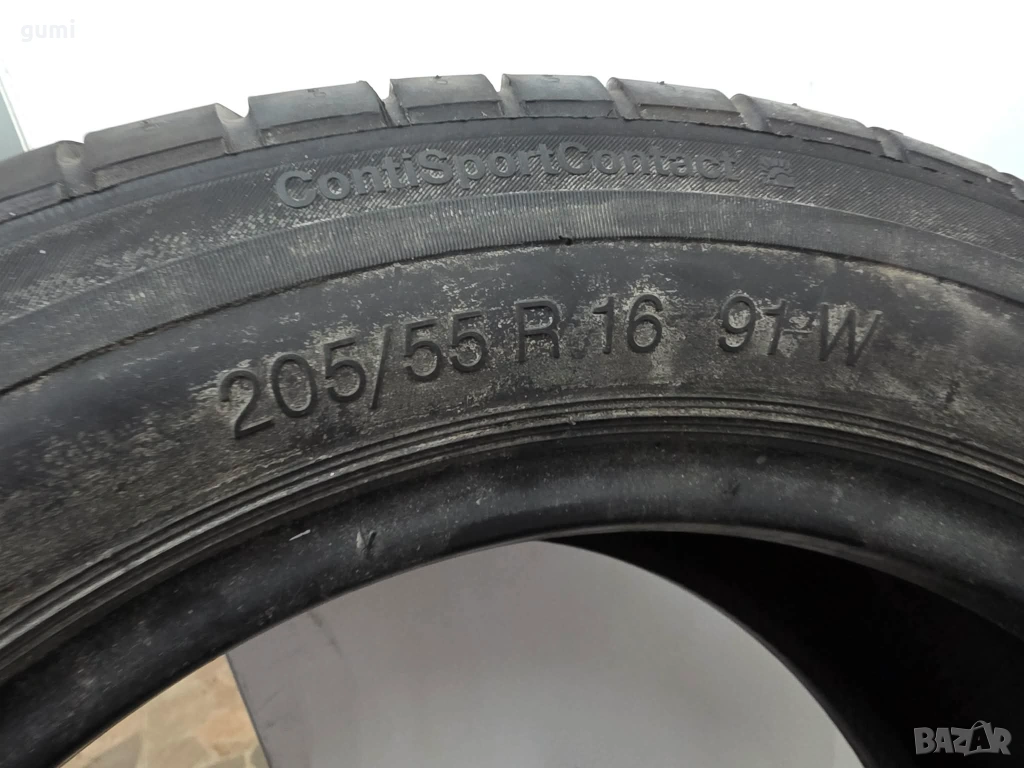 gumi
ContiSportContact 2
205/55 R 16 91 W
BAZAR